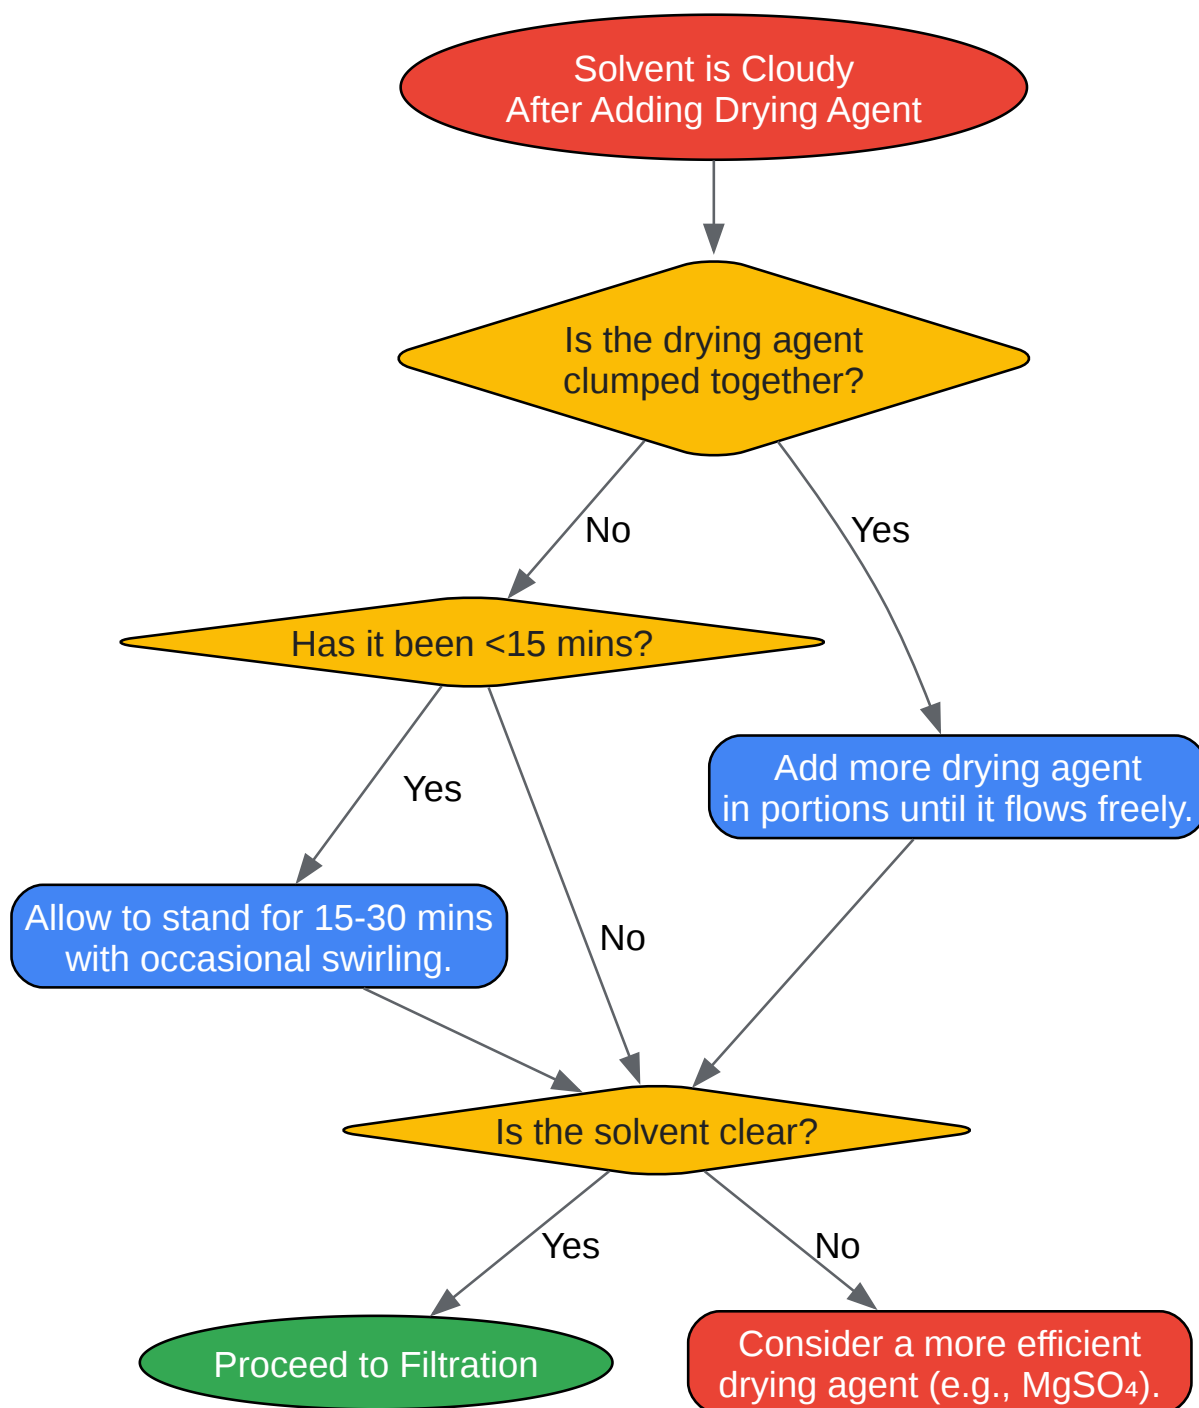 Solvent is Cloudy
After Adding Drying Agent
Is the drying agent
clumped together?
No
Yes
Has it been <15 mins?
Yes
Add more drying agent
in portions until it flows freely.
Allow to stand for 15-30 mins
with occasional swirling.
No
Is the solvent clear?
Yes
No
Proceed to Filtration
Consider a more efficient
drying agent (e.g., MgSO₄).